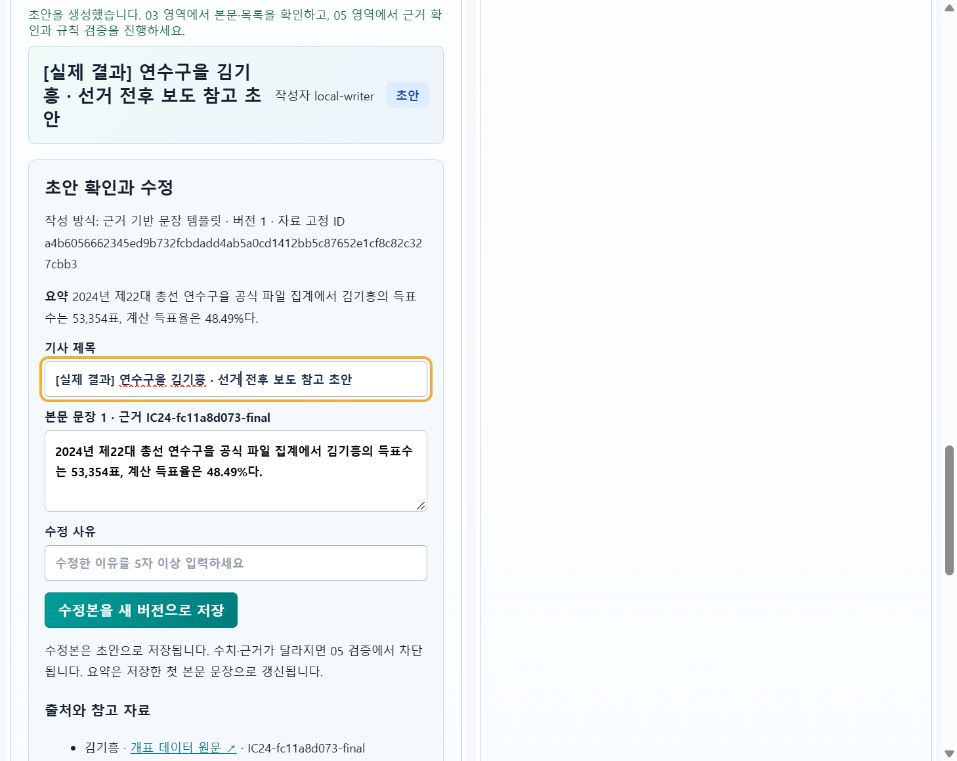 초안을 생성했습니다. 03 영역에서 본문·목록을 확인하고, 05 영역에서 근거 확
인과 규칙 검증을 진행하세요.
[실제 결과] 연수구을 김기
흥 · 선거 전후 보도 참고 초
안
작성자 local-writer
초안
초안 확인과 수정
작성 방식: 근거 기반 문장 템플릿 · 버전 1 · 자료 고정 ID
a4b6056662345ed9b732fcbdadd4ab5a0cd1412bb5c87652e1cf8c82c32
7cbb3
요약 2024년 제22대 총선 연수구을 공식 파일 집계에서 김기흥의 득표
수는 53,354표, 계산 득표율은 48.49%다.
기사 제목
[실제 결과] 연수구을 김기흥 · 선거 전후 보도 참고 초안
본문 문장 1 · 근거 IC24-fc11a8d073-final
2024년 제22대 총선 연수구을 공식 파일 집계에서 김기흥의 득표수
는 53,354표, 계산 득표율은 48.49%다.
수정 사유
수정한 이유를 5자 이상 입력하세요
수정본을 새 버전으로 저장
수정본은 초안으로 저장됩니다. 수치·근거가 달라지면 05 검증에서 차단
됩니다. 요약은 저장한 첫 본문 문장으로 갱신됩니다.
출처와 참고 자료
• 김기흥 · 개표 데이터 원문 ↗ · IC24-fc11a8d073-final